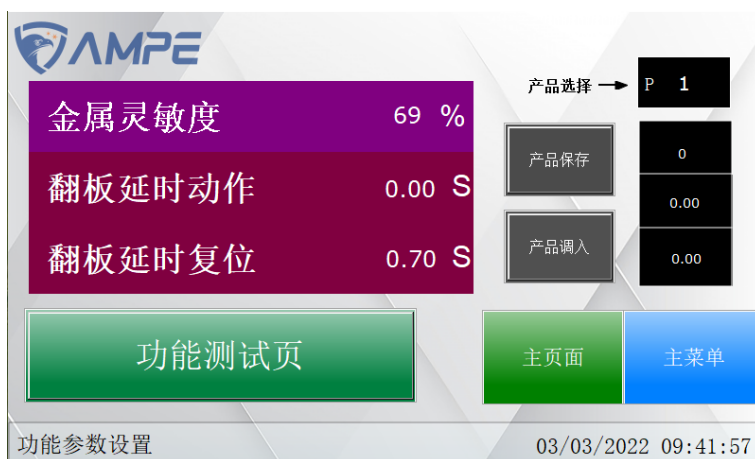 AMPE
产品选择 P 1
金属灵敏度 69 %
产品保存 0
翻板延时动作 0.00 S
0.00
翻板延时复位 0.70 S
产品调入 0.00
功能测试页
主页面
主菜单
功能参数设置
03/03/2022 09:41:57